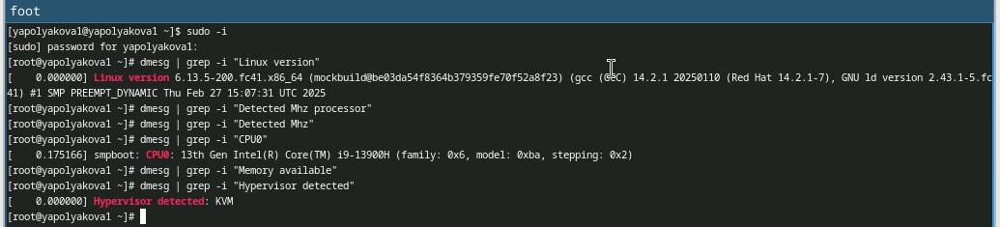 foot
[yapolyakova1@yapolyakova1 ~]$ sudo -i
[sudo] password for yapolyakova1:
[root@yapolyakova1 ~]# dmesg | grep -i "Linux version"
[    0.000000] Linux version 6.13.5-200.fc41.x86_64 (mockbuild@be03da54f8364b379359fe70f52a8f23) (gcc (GCC) 14.2.1 20250110 (Red Hat 14.2.1-7), GNU ld version 2.43.1-5.fc
41) #1 SMP PREEMPT_DYNAMIC Thu Feb 27 15:07:31 UTC 2025
[root@yapolyakova1 ~]# dmesg | grep -i "Detected Mhz processor"
[root@yapolyakova1 ~]# dmesg | grep -i "Detected Mhz"
[root@yapolyakova1 ~]# dmesg | grep -i "CPU0"
[    0.175166] smpboot: CPU0: 13th Gen Intel(R) Core(TM) i9-13900H (family: 0x6, model: 0xba, stepping: 0x2)
[root@yapolyakova1 ~]# dmesg | grep -i "Memory available"
[root@yapolyakova1 ~]# dmesg | grep -i "Hypervisor detected"
[    0.000000] Hypervisor detected: KVM
[root@yapolyakova1 ~]#